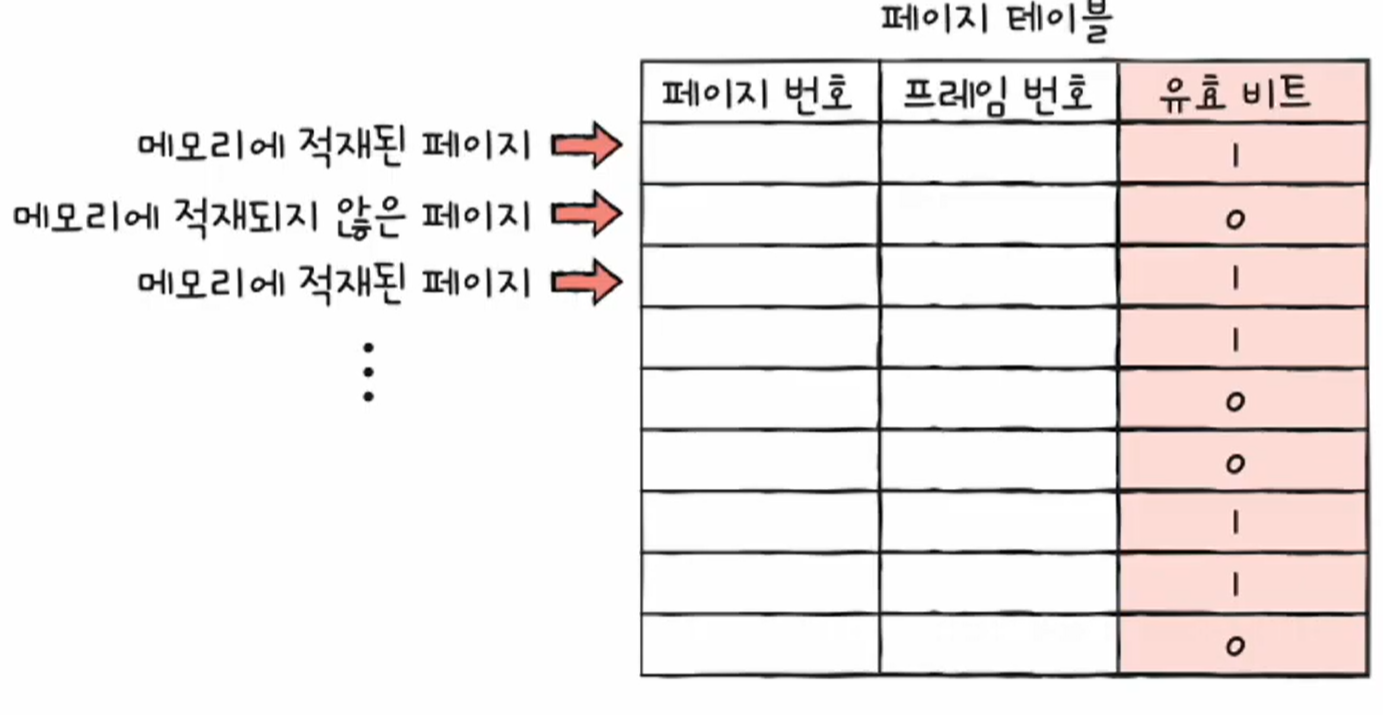 페이지 테이블
페이지 번호 프레임 번호 유효 비트
메모리에 적재된 페이지 1
메모리에 적재되지 않은 페이지 0
메모리에 적재된 페이지 1
1
0
0
1
1
0